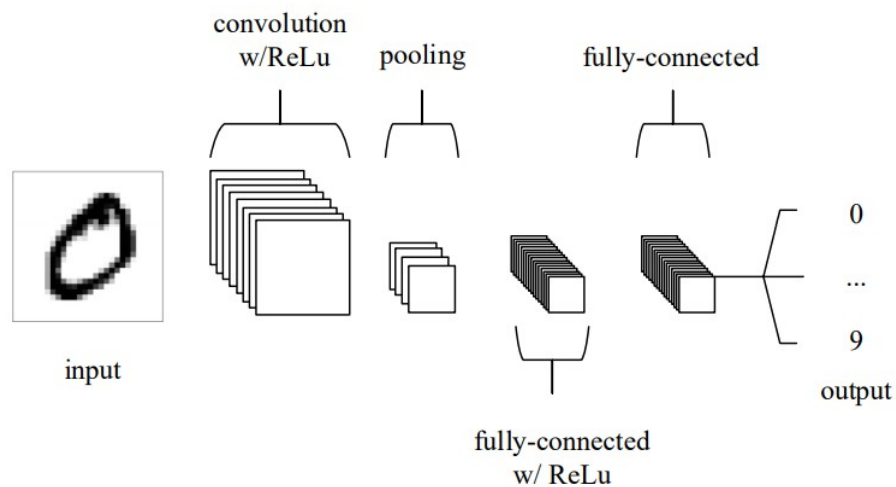 convolution
w/ReLu
pooling
fully-connected
0
...
9
input
output
fully-connected
w/ ReLu